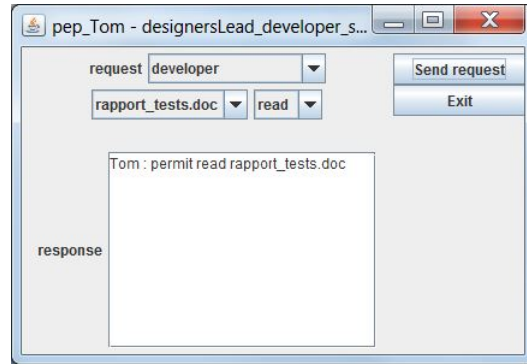 pep_Tom - designersLead_developer_s...
request developer
Send request
rapport_tests.doc read
Exit
Tom : permit read rapport_tests.doc
response